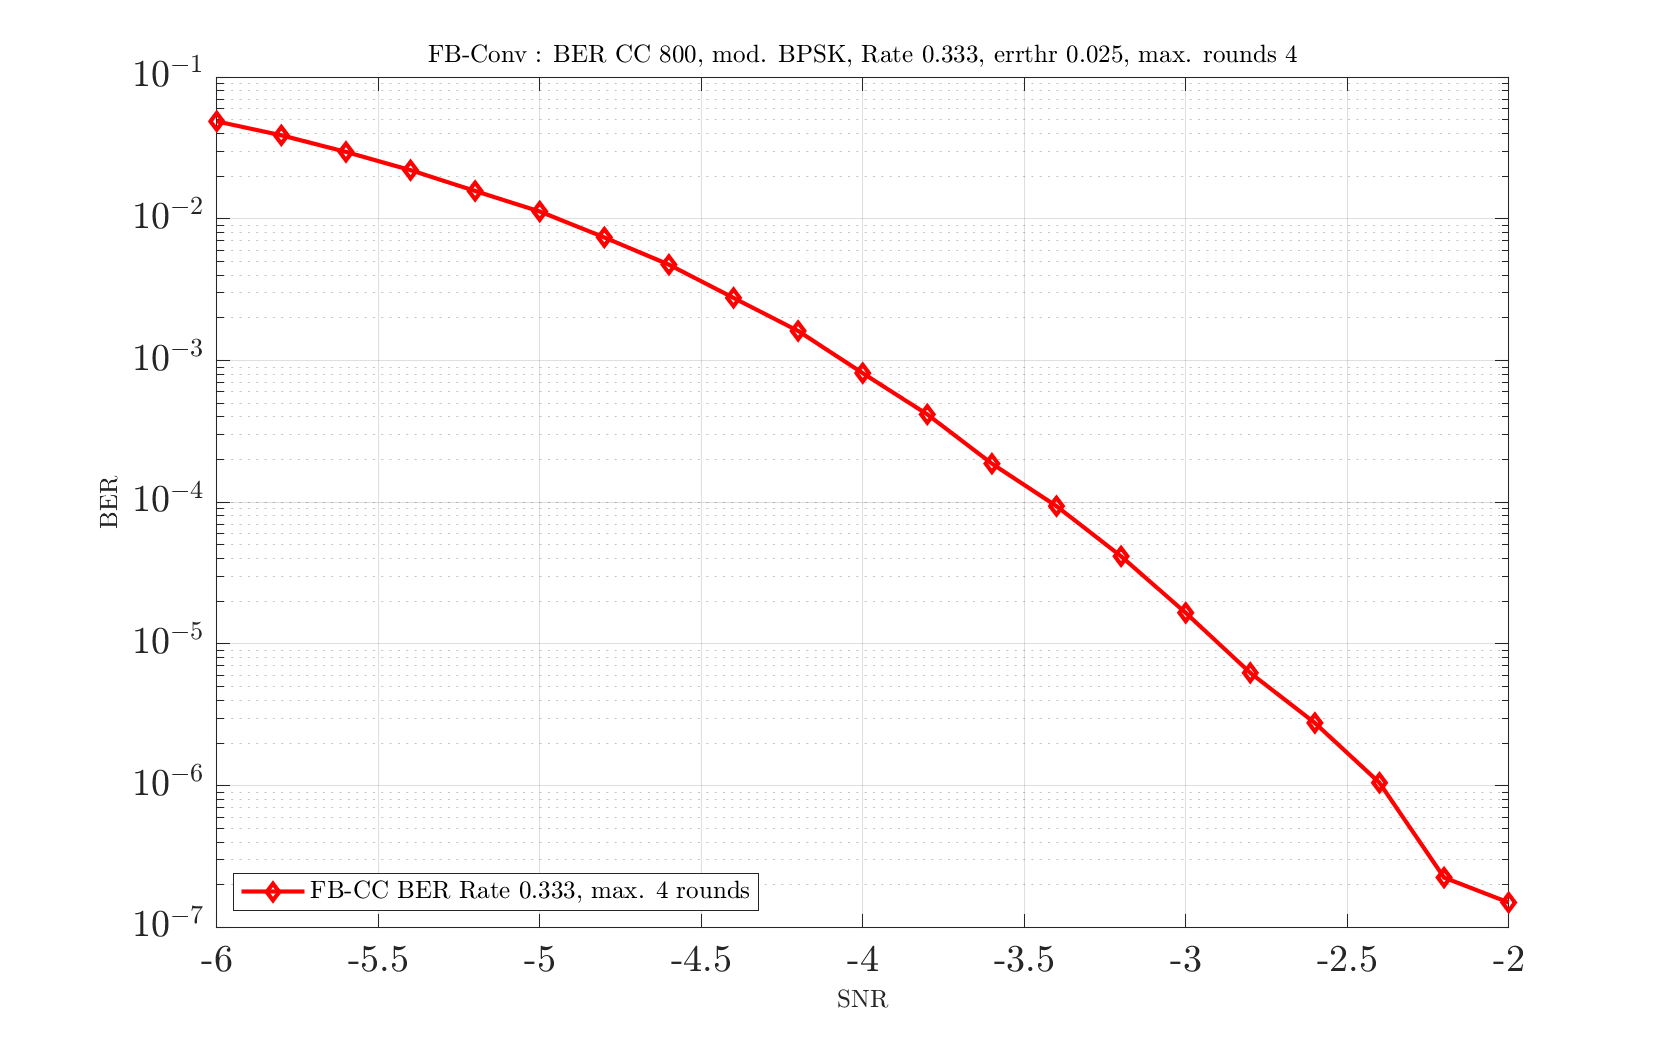 FB-Conv : BER CC 800, mod. BPSK, Rate 0.333, errthr 0.025, max. rounds 4
10^{-1}
10^{-2}
10^{-3}
10^{-4}
BER
10^{-5}
10^{-6}
10^{-7}
FB-CC BER Rate 0.333, max. 4 rounds
-6 -5.5 -5 -4.5 -4 -3.5 -3 -2.5 -2
SNR